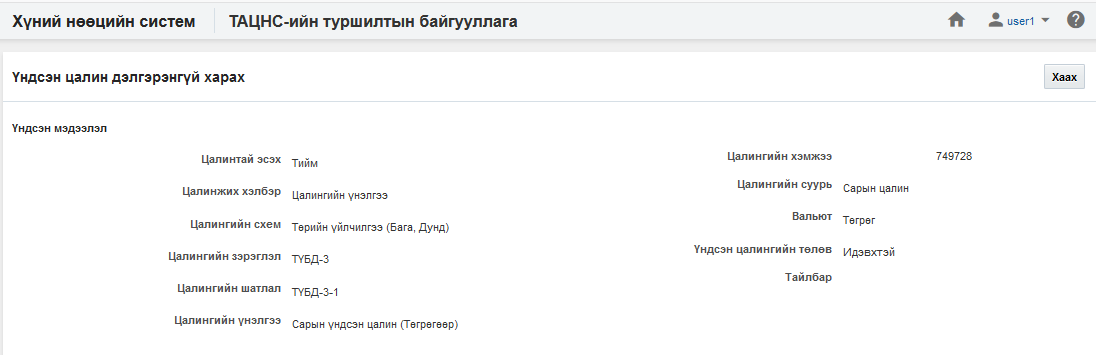 Хүний нөөцийн систем ТАЦНС-ийн туршилтын байгууллага user1
Үндсэн цалин дэлгэрэнгүй харах Хаах
Үндсэн мэдээлэл
Цалинтай эсэх Тийм Цалингийн хэмжээ 749728
Цалинжих хэлбэр Цалингийн үнэлгээ Цалингийн суурь Сарын цалин
Цалингийн схем Төрийн үйлчилгээ (Бага, Дунд) Вальют Төгрөг
Цалингийн зэрэглэл ТҮБД-3 Үндсэн цалингийн төлөв Идэвхтэй
Цалингийн шатлал ТҮБД-3-1 Тайлбар
Цалингийн үнэлгээ Сарын үндсэн цалин (Төгрөгөөр)